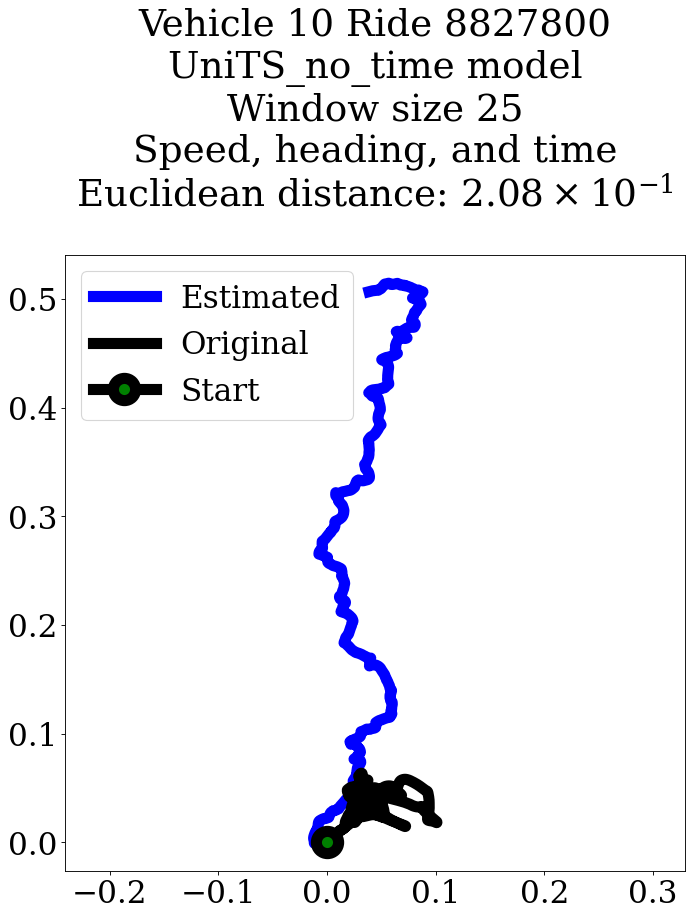 Vehicle 10 Ride 8827800
UniTS_no_time model
Window size 25
Speed, heading, and time
Euclidean distance: 2.08 × 10⁻¹
Estimated
Original
Start
0.5
0.4
0.3
0.2
0.1
0.0
−0.2 −0.1 0.0 0.1 0.2 0.3